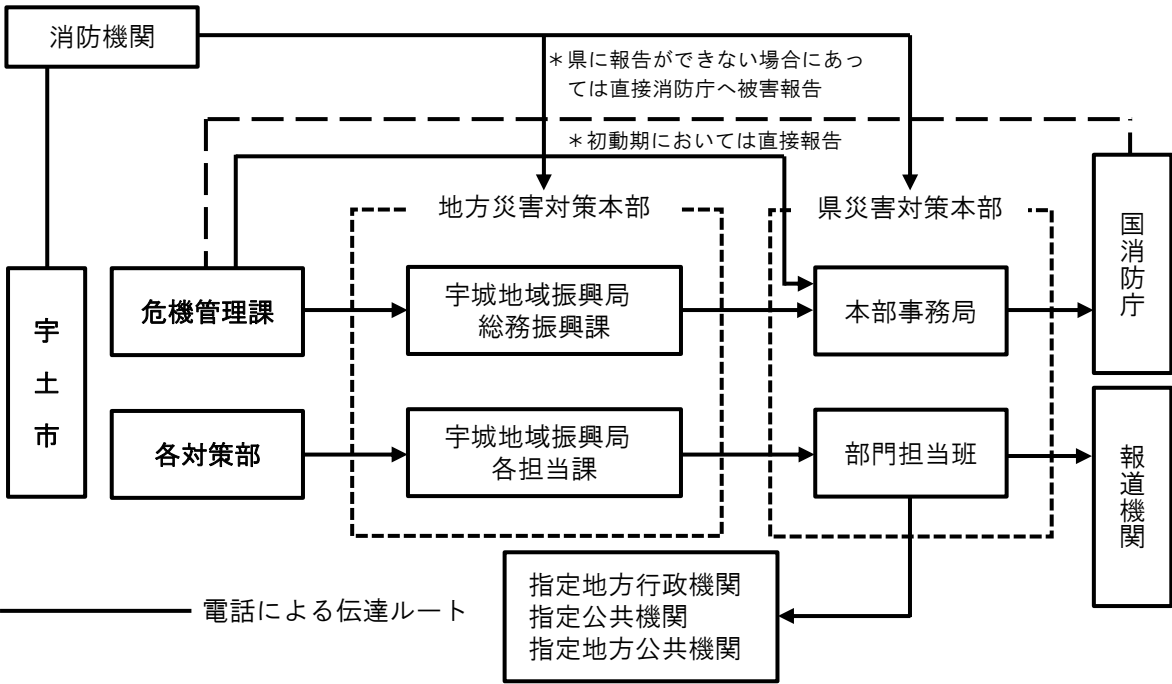 消防機関
＊県に報告ができない場合にあっ
ては直接消防庁へ被害報告
＊初動期においては直接報告
地方災害対策本部
県災害対策本部
宇土市
危機管理課
宇城地域振興局
総務振興課
本部事務局
国消防庁
各対策部
宇城地域振興局
各担当課
部門担当班
報道機関
指定地方行政機関
指定公共機関
指定地方公共機関
電話による伝達ルート